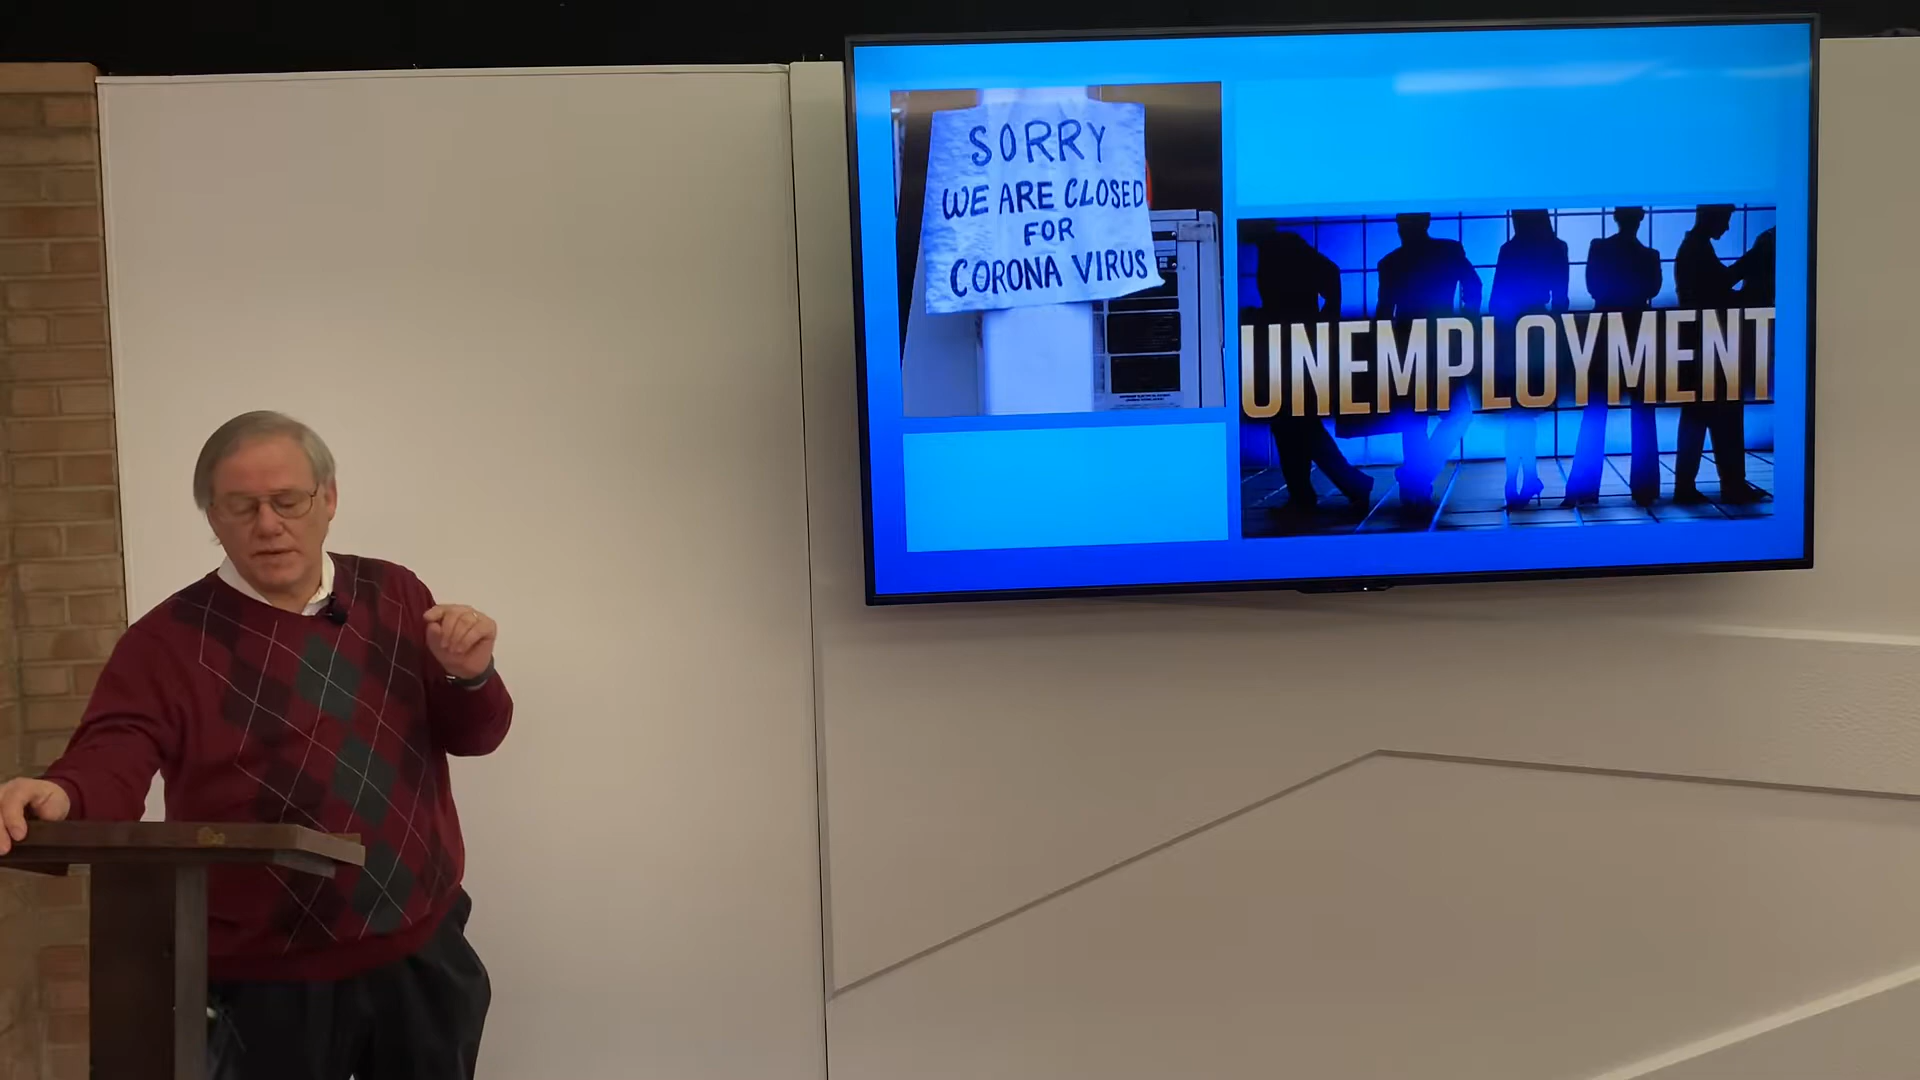 SORRY
WE ARE CLOSED
FOR
CORONA VIRUS
UNEMPLOYMENT